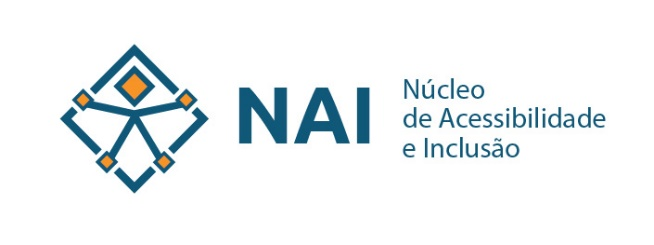 NAI
Núcleo
de Acessibilidade
e Inclusão